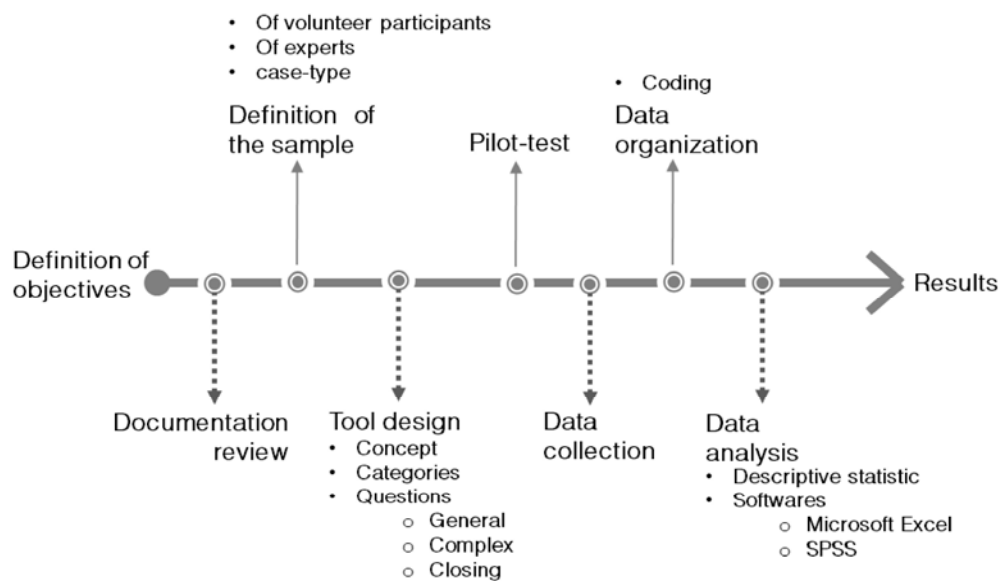 • Of volunteer participants
• Of experts
• case-type
Definition of
the sample
Pilot-test
• Coding
Data
organization
Definition of
objectives
Results
Documentation
review
Tool design
• Concept
• Categories
• Questions
o General
o Complex
o Closing
Data
collection
Data
analysis
• Descriptive statistic
• Softwares
o Microsoft Excel
o SPSS